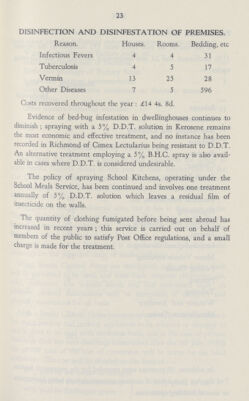 23
DISINFECTION AND DISINFESTATION OF PREMISES.
Reason. Houses. Rooms. Bedding, etc
Infectious Fevers 4 4 31
Tuberculosis 4 5 17
Vermin 13 25 28
Other Diseases 7 5 596
Costs recovered throughout the year: £14 4s. 8d.
Evidence of bed-bug infestation in dwellinghouses continues to
diminish; spraying with a 5% D.D.T. solution in Kerosene remains
the most economic and effective treatment, and no instance has been
recorded in Richmond of Cimex Lectularius being resistant to D.D.T.
An alternative treatment employing a 5% B.H.C. spray is also avail-
able in cases where D.D.T. is considered undesirable.
The policy of spraying School Kitchens, operating under the
School Meals Service, has been continued and involves one treatment
annually of 5% D.D.T. solution which leaves a residual film of
insecticide on the walls.
The quantity of clothing fumigated before being sent abroad has
increased in recent years; this service is carried out on behalf of
members of the public to satisfy Post Office regulations, and a small
charge is made for the treatment.